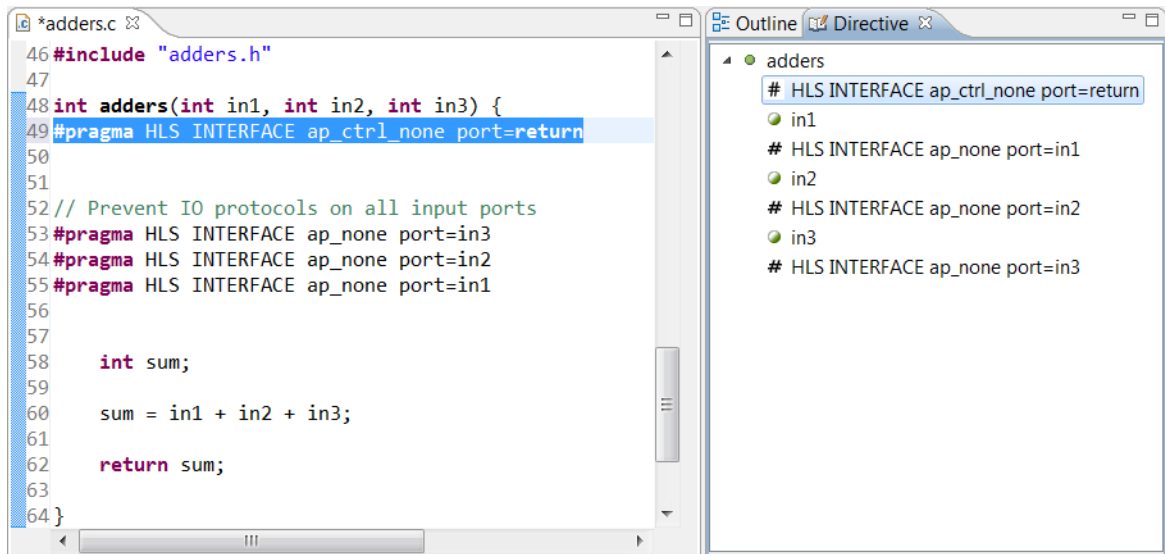 *adders.c
46 #include "adders.h"
47
48 int adders(int in1, int in2, int in3) {
49 #pragma HLS INTERFACE ap_ctrl_none port=return
50
51
52 // Prevent IO protocols on all input ports
53 #pragma HLS INTERFACE ap_none port=in3
54 #pragma HLS INTERFACE ap_none port=in2
55 #pragma HLS INTERFACE ap_none port=in1
56
57
58 int sum;
59
60 sum = in1 + in2 + in3;
61
62 return sum;
63
64 }
Outline Directive
adders
# HLS INTERFACE ap_ctrl_none port=return
in1
# HLS INTERFACE ap_none port=in1
in2
# HLS INTERFACE ap_none port=in2
in3
# HLS INTERFACE ap_none port=in3